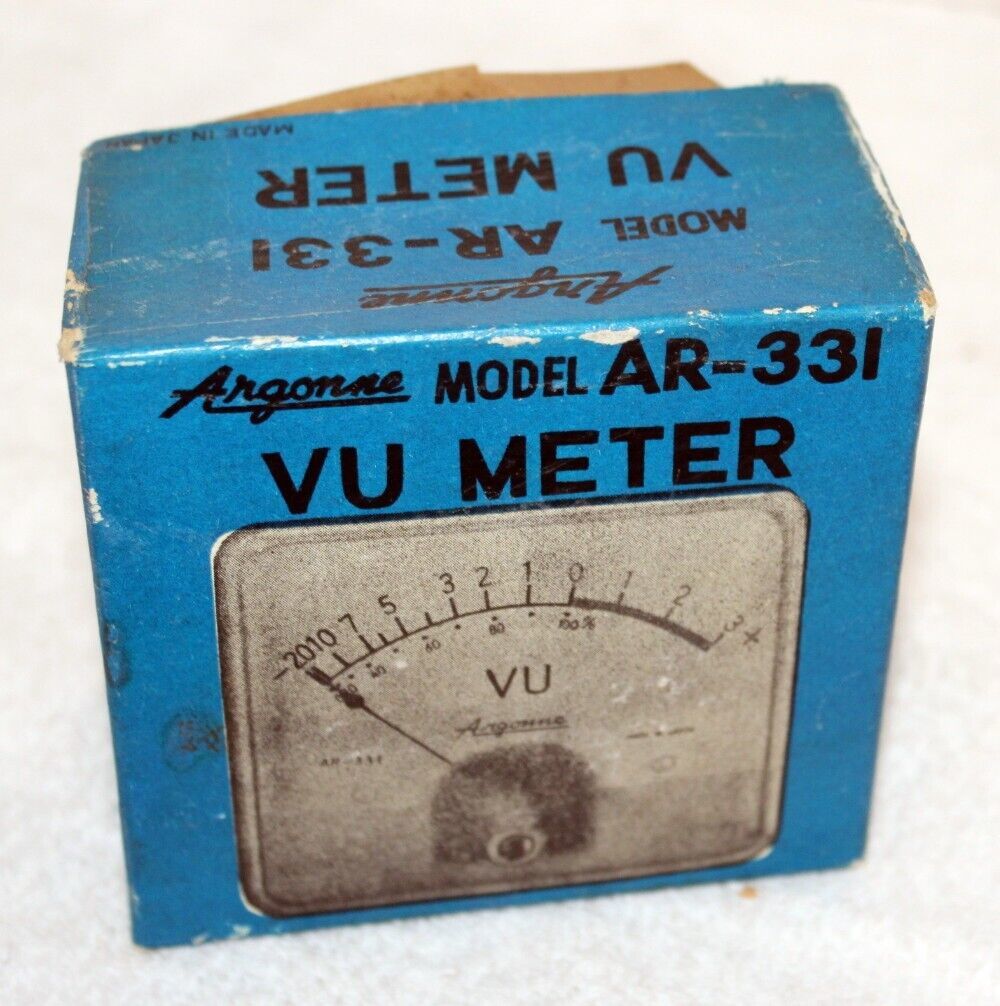 MADE IN JAPAN
VU METER
MODEL AR-331
Argonne
Argonne MODEL AR-331
VU METER
-20 10 7 5 3 2 1 0 1 2 3 +
40 60 80 100%
VU
Argonne
AR-331